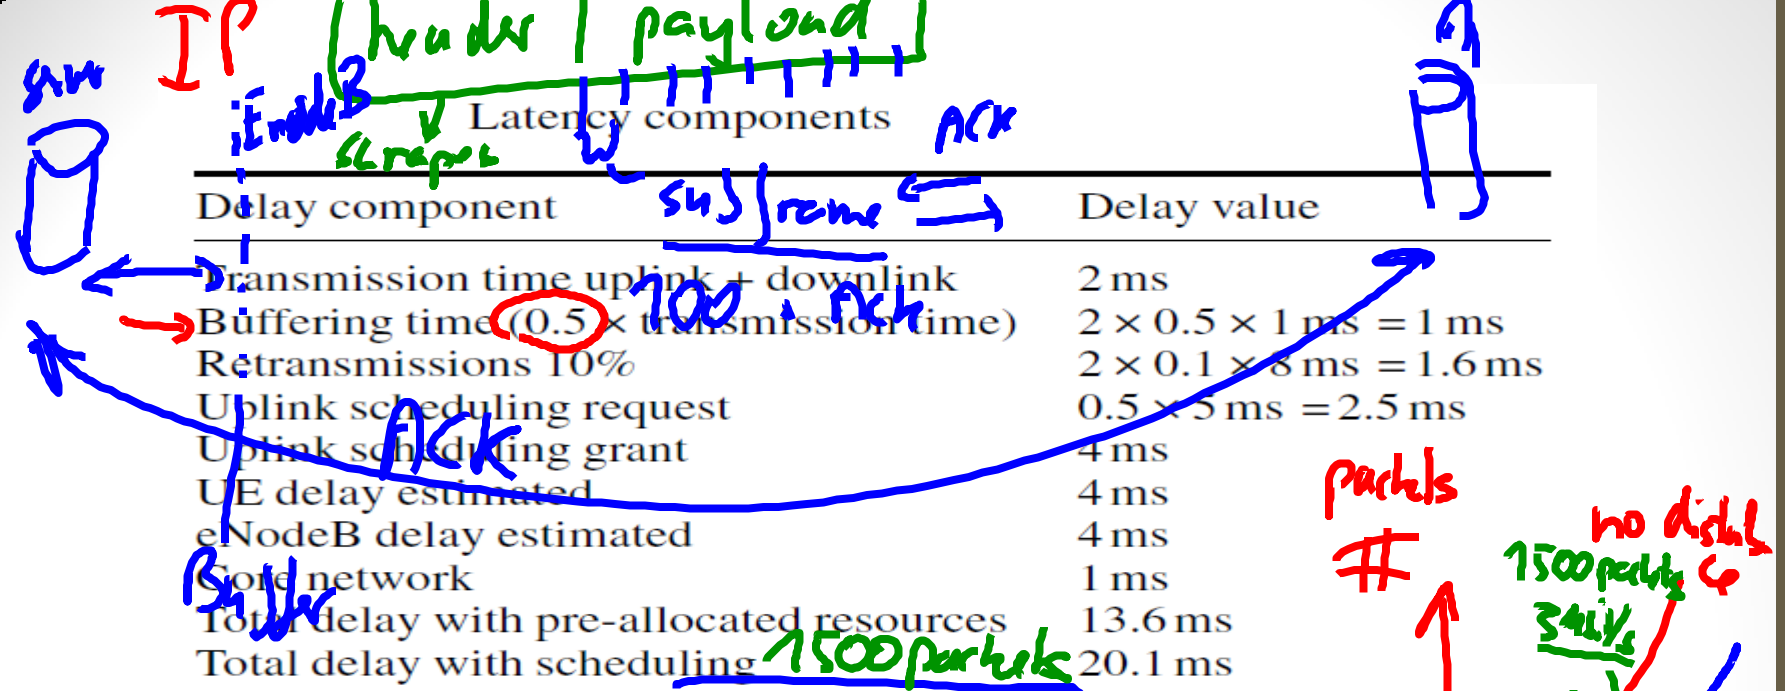 IP header | payload
Server
EnodeB
Latency components
ACK
subframe
Delay component Delay value
Transmission time uplink + downlink 2 ms
100 . ACK
Buffering time (0.5 × transmission time) 2 × 0.5 × 1 ms = 1 ms
Retransmissions 10% 2 × 0.1 × 8 ms = 1.6 ms
Uplink scheduling request 0.5 × 5 ms = 2.5 ms
ACK
Uplink scheduling grant 4 ms
UE delay estimated 4 ms
packets
#
no
1500 packets
eNodeB delay estimated 4 ms
Core network 1 ms
Buffer
Total delay with pre-allocated resources 13.6 ms
Total delay with scheduling 20.1 ms
1500 packets